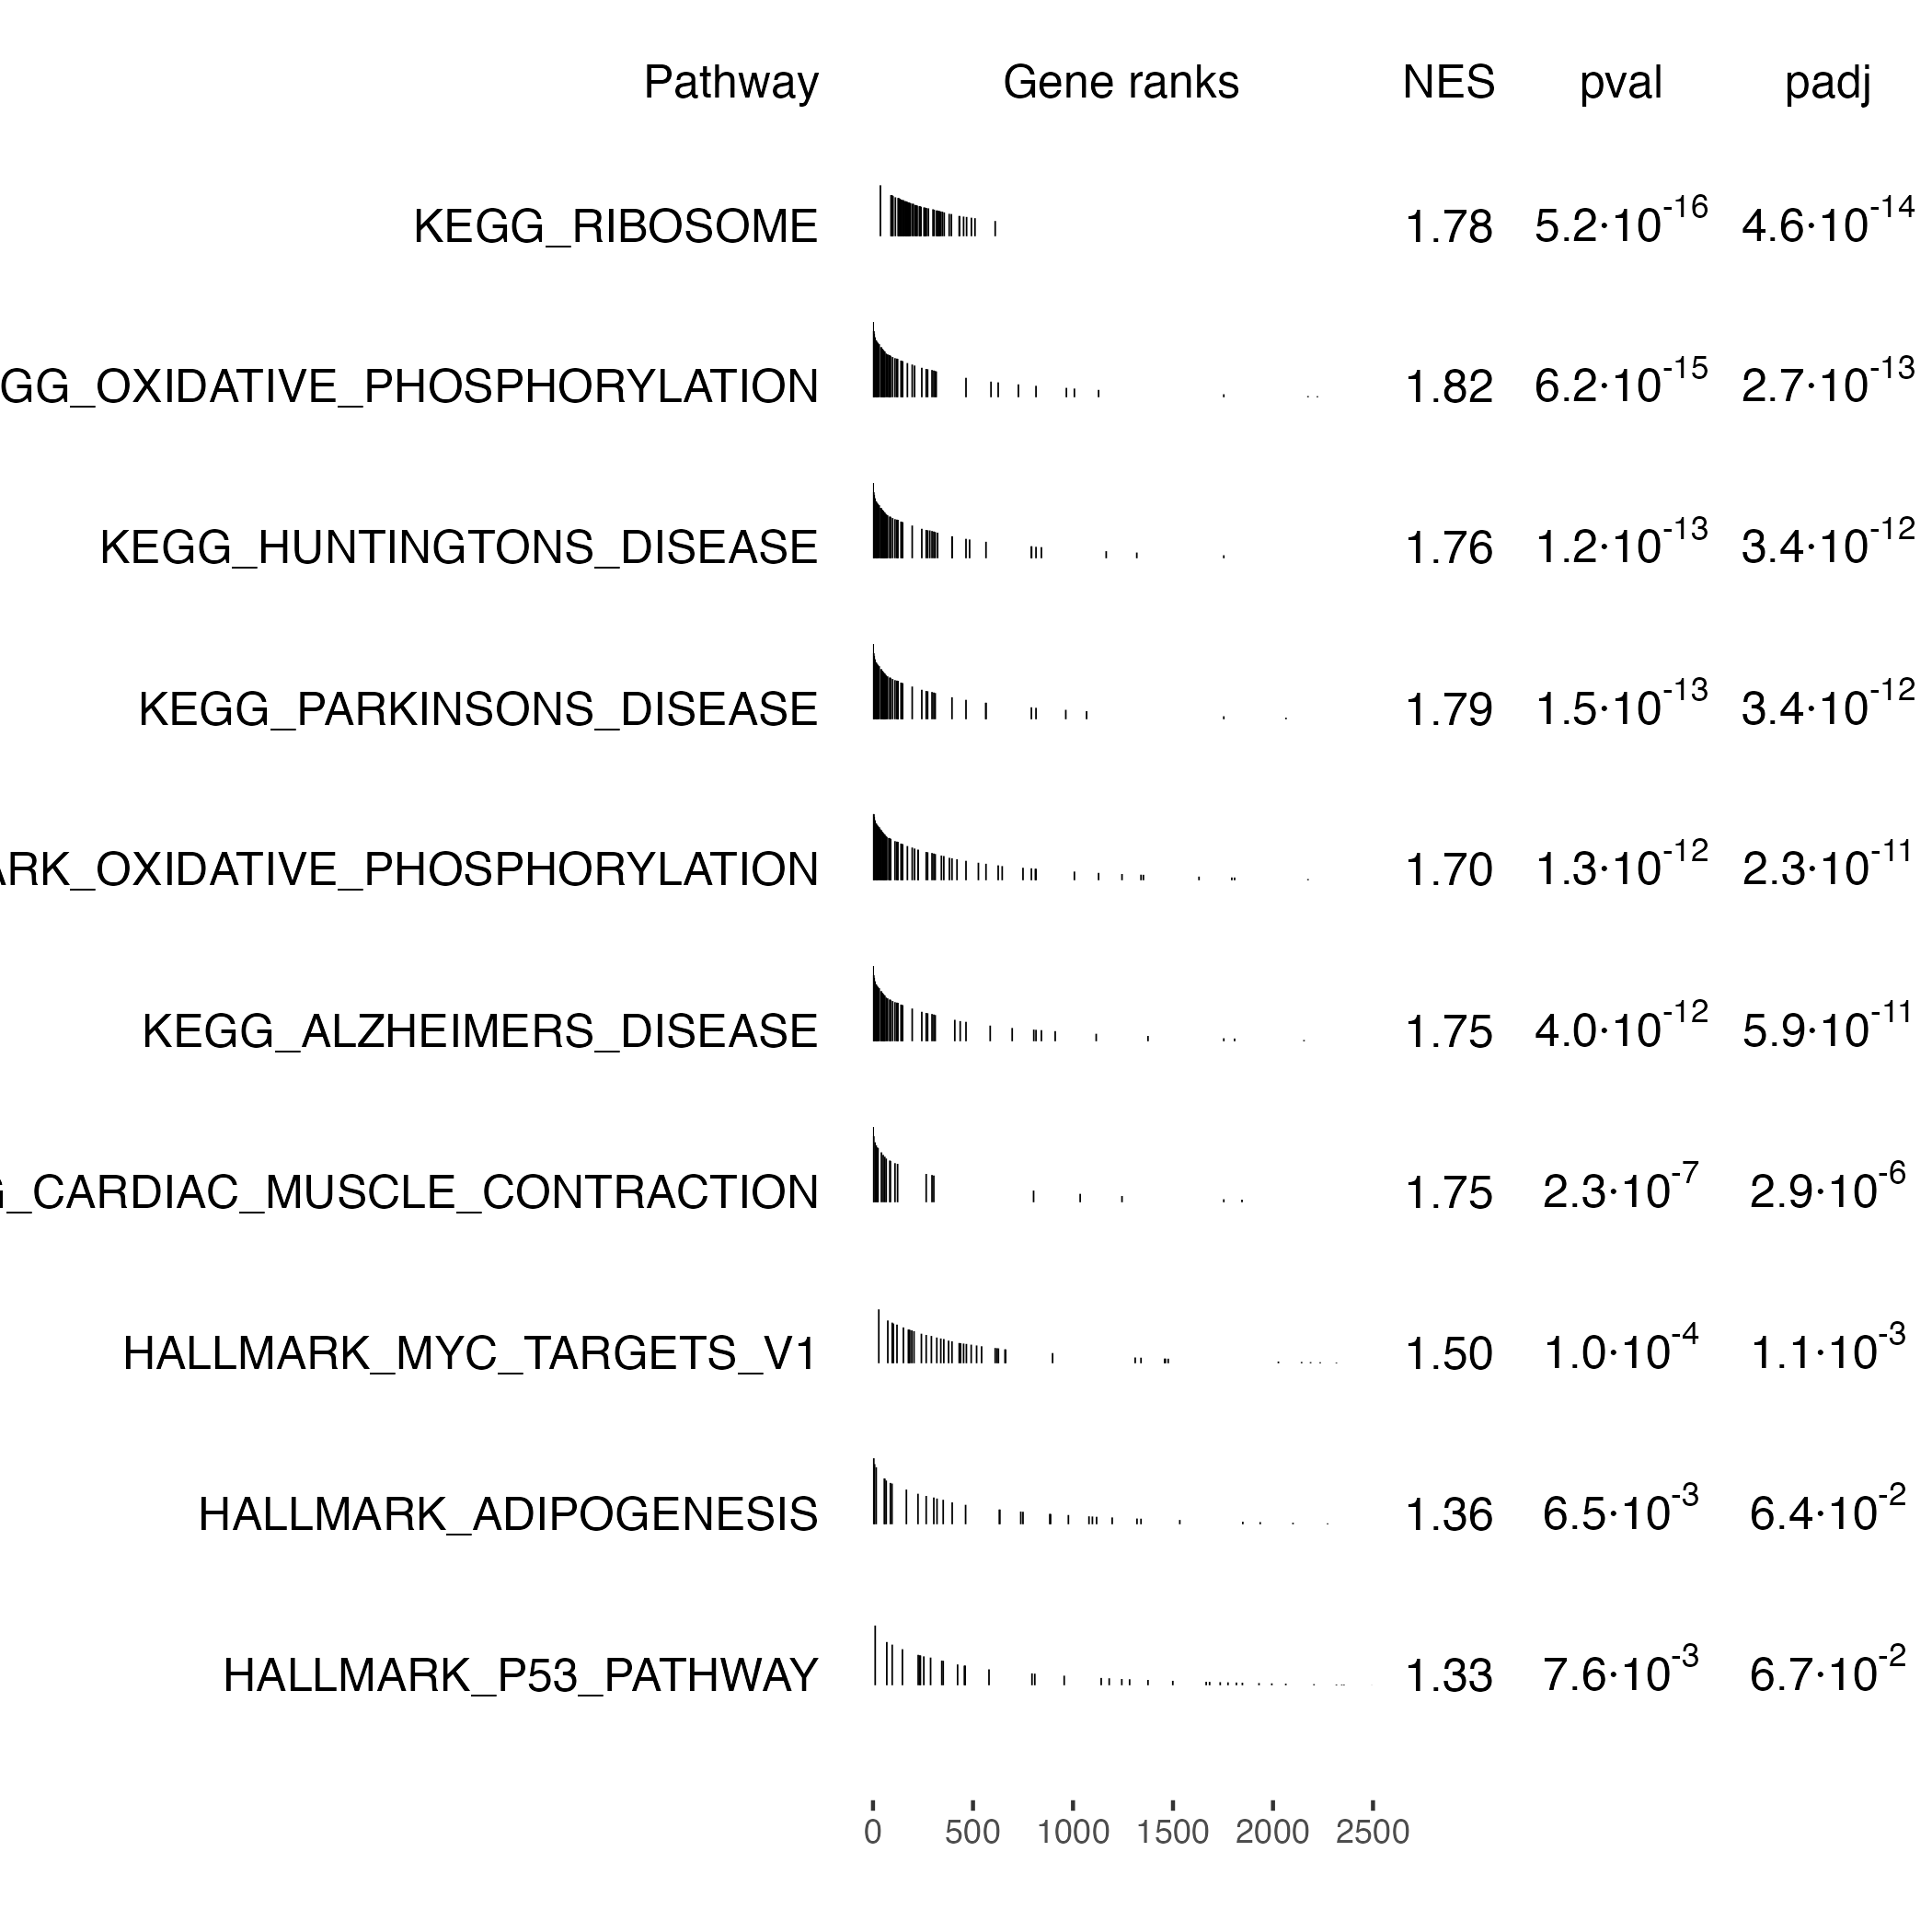 Pathway Gene ranks NES pval padj
KEGG_RIBOSOME 1.78 5.2·10^-16 4.6·10^-14
GG_OXIDATIVE_PHOSPHORYLATION 1.82 6.2·10^-15 2.7·10^-13
KEGG_HUNTINGTONS_DISEASE 1.76 1.2·10^-13 3.4·10^-12
KEGG_PARKINSONS_DISEASE 1.79 1.5·10^-13 3.4·10^-12
ARK_OXIDATIVE_PHOSPHORYLATION 1.70 1.3·10^-12 2.3·10^-11
KEGG_ALZHEIMERS_DISEASE 1.75 4.0·10^-12 5.9·10^-11
G_CARDIAC_MUSCLE_CONTRACTION 1.75 2.3·10^-7 2.9·10^-6
HALLMARK_MYC_TARGETS_V1 1.50 1.0·10^-4 1.1·10^-3
HALLMARK_ADIPOGENESIS 1.36 6.5·10^-3 6.4·10^-2
HALLMARK_P53_PATHWAY 1.33 7.6·10^-3 6.7·10^-2
0 500 1000 1500 2000 2500